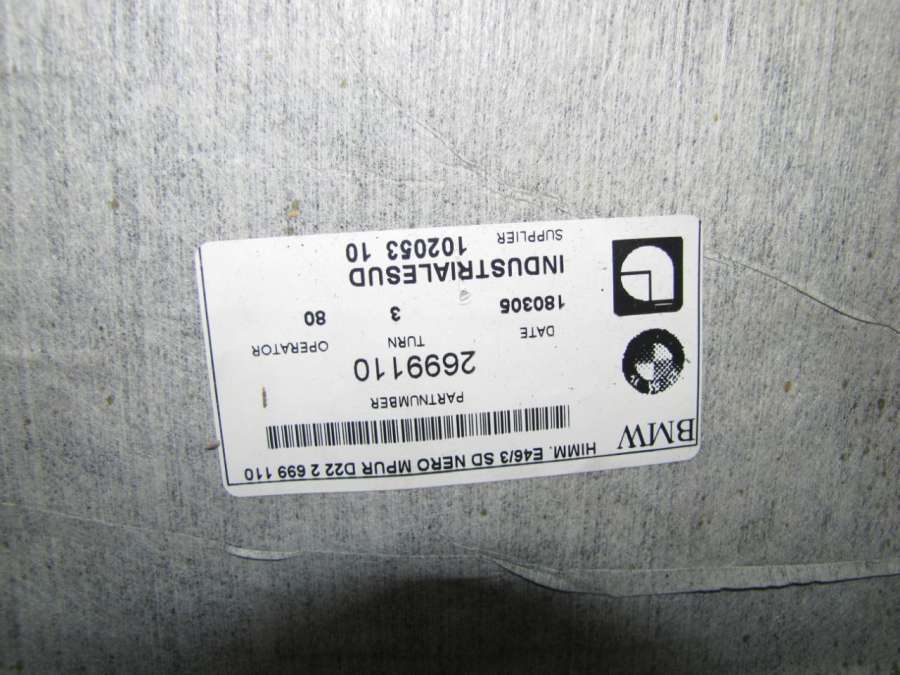 BMW
HIMM. E46/3 SD NERO MPUR D22 2 699 110
PARTNUMBER
2699110
DATE TURN OPERATOR
180305 3 80
INDUSTRIALESUD
SUPPLIER 102053 10